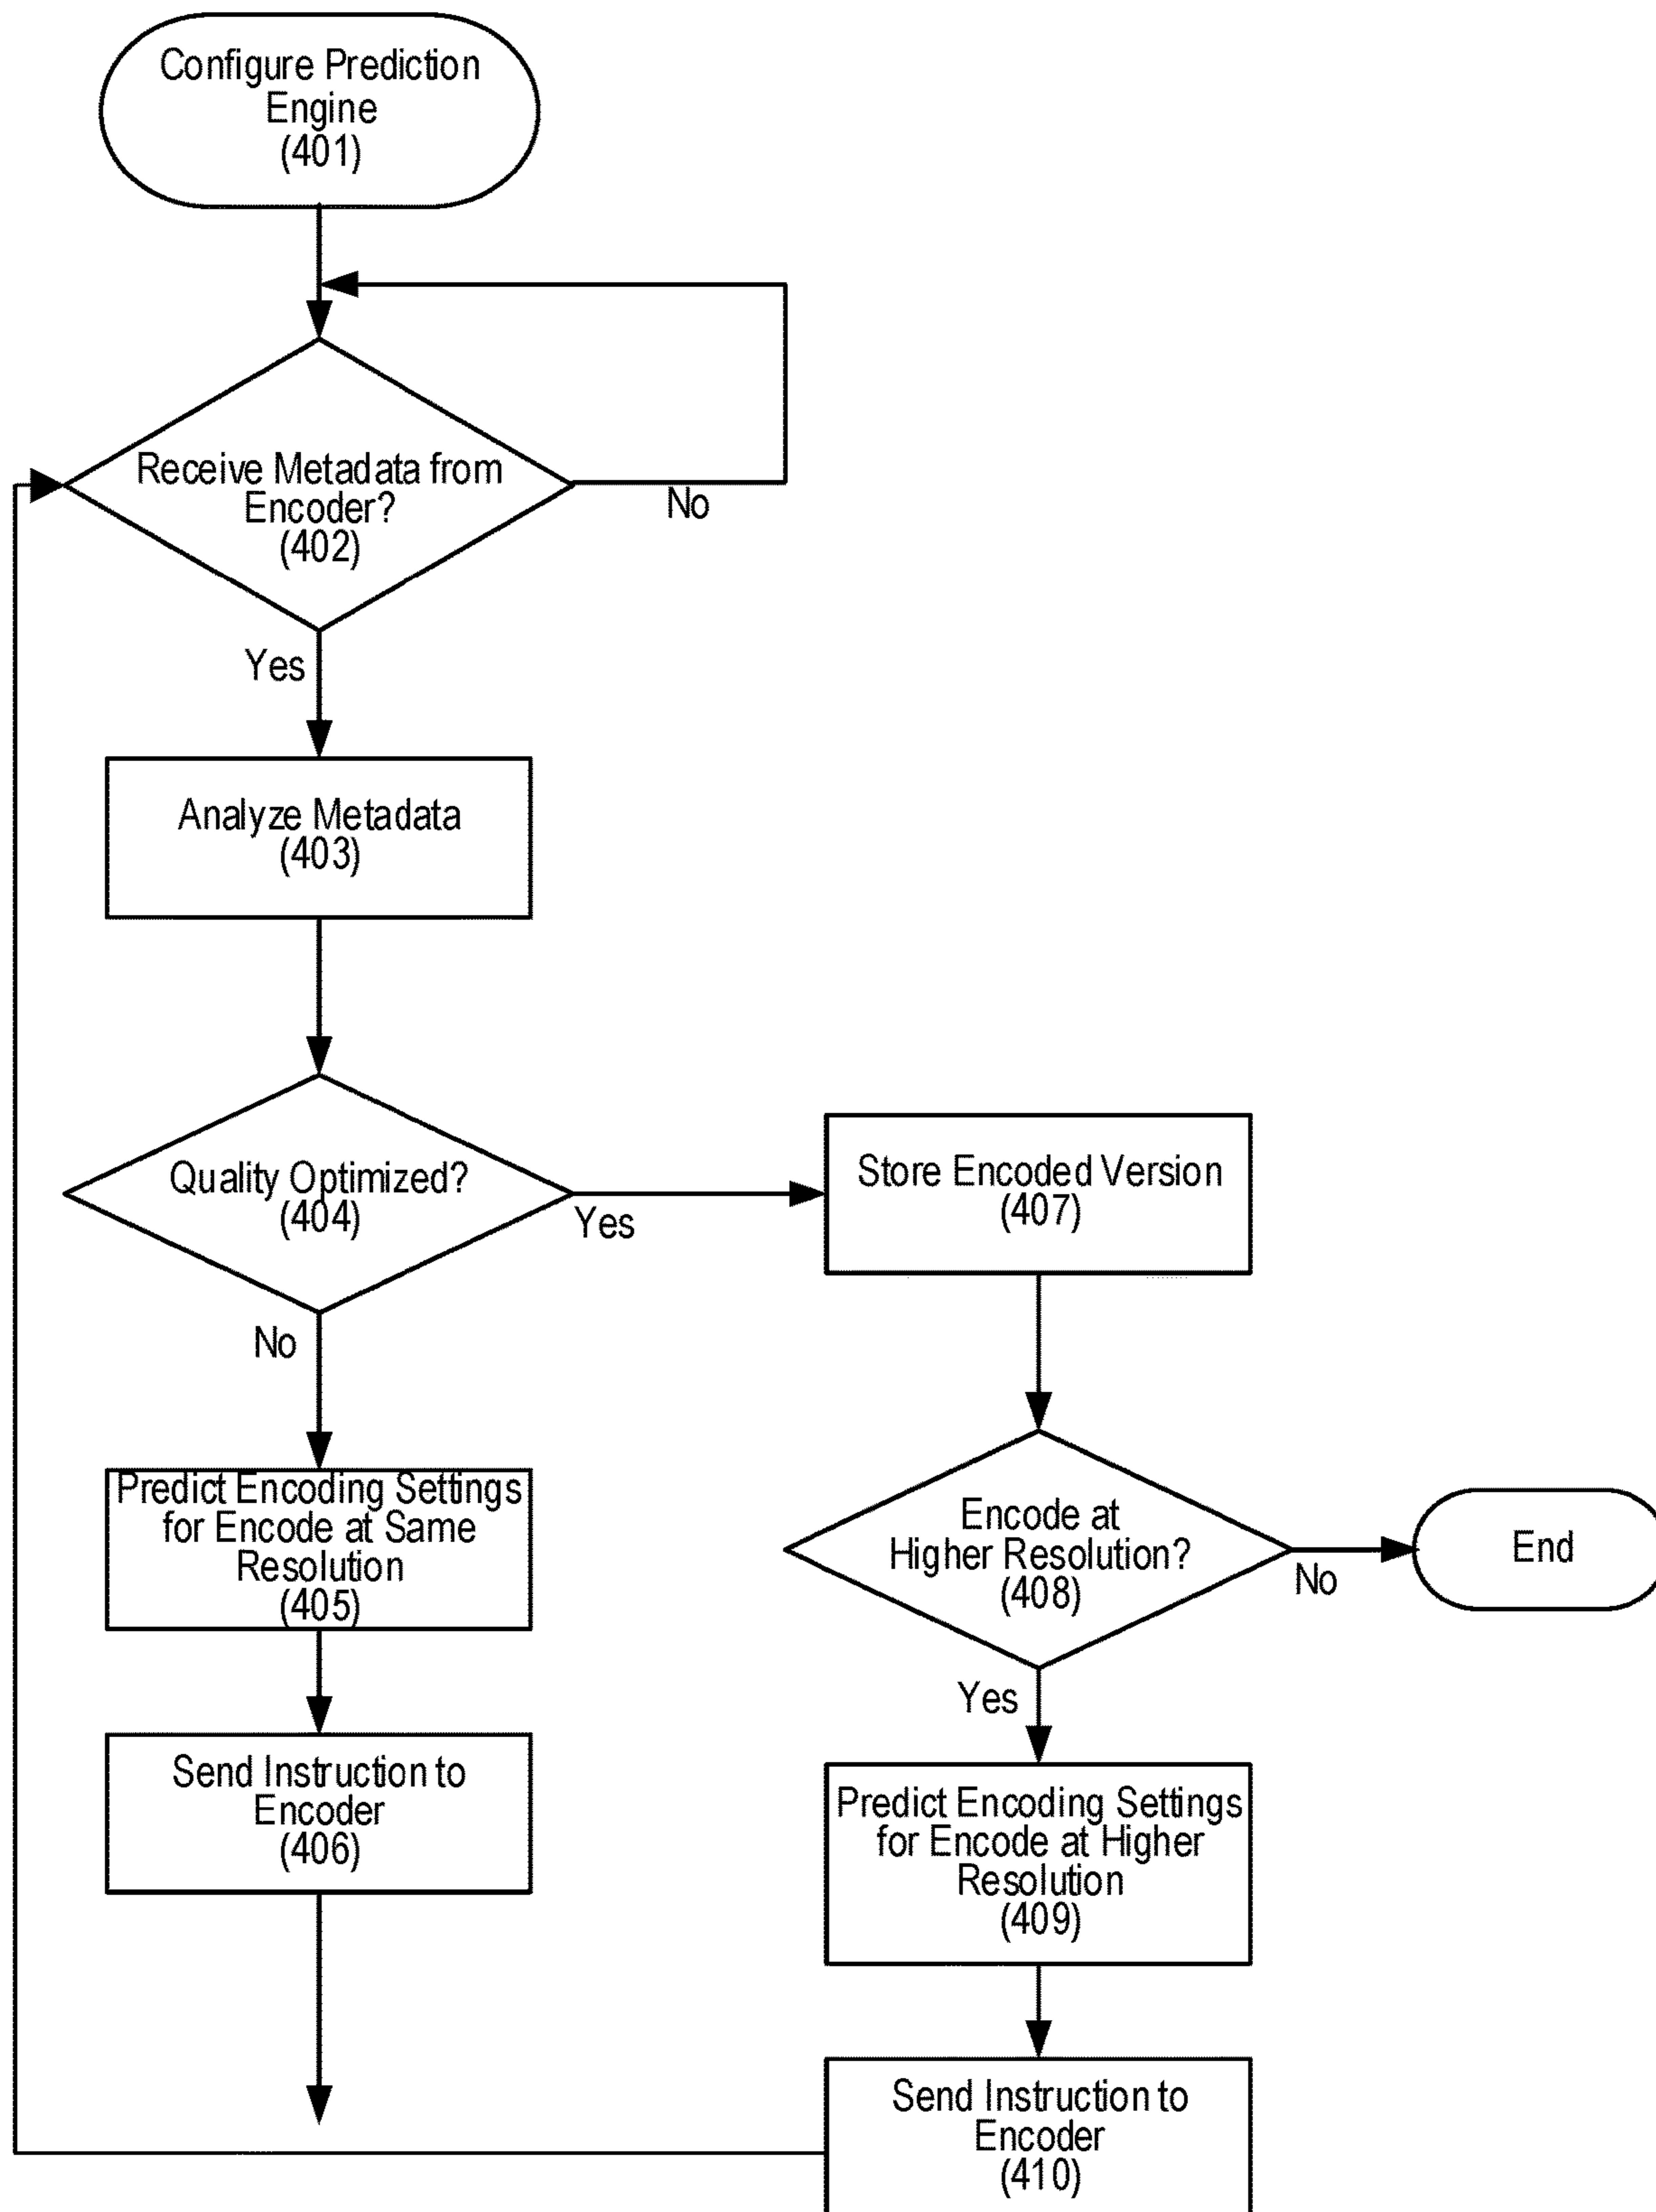 Configure Prediction
Engine
(401)
Receive Metadata from
Encoder?
(402)
No
Yes
Analyze Metadata
(403)
Quality Optimized?
(404)
Yes
No
Store Encoded Version
(407)
Predict Encoding Settings
for Encode at Same
Resolution
(405)
Encode at
Higher Resolution?
(408)
No
End
Yes
Send Instruction to
Encoder
(406)
Predict Encoding Settings
for Encode at Higher
Resolution
(409)
Send Instruction to
Encoder
(410)